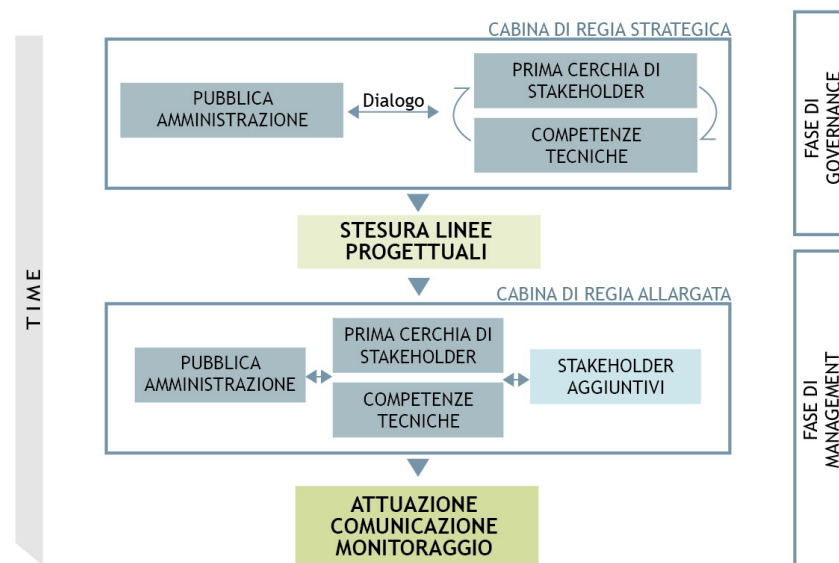 CABINA DI REGIA STRATEGICA
PUBBLICA
AMMINISTRAZIONE
Dialogo
PRIMA CERCHIA DI
STAKEHOLDER
COMPETENZE
TECNICHE
FASE DI
GOVERNANCE
STESURA LINEE
PROGETTUALI
TIME
CABINA DI REGIA ALLARGATA
PUBBLICA
AMMINISTRAZIONE
PRIMA CERCHIA DI
STAKEHOLDER
COMPETENZE
TECNICHE
STAKEHOLDER
AGGIUNTIVI
FASE DI
MANAGEMENT
ATTUAZIONE
COMUNICAZIONE
MONITORAGGIO